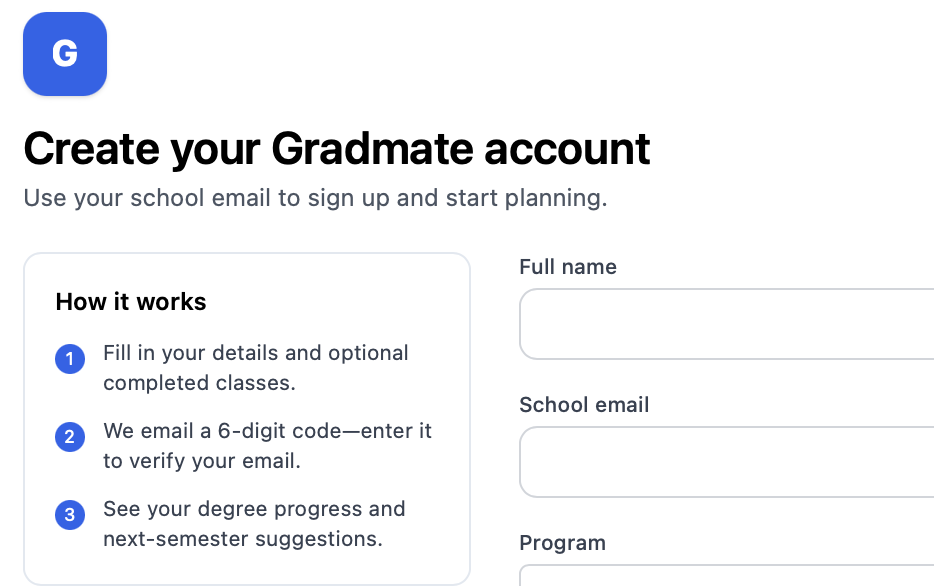 G
Create your Gradmate account
Use your school email to sign up and start planning.
How it works
1 Fill in your details and optional
completed classes.
2 We email a 6-digit code—enter it
to verify your email.
3 See your degree progress and
next-semester suggestions.
Full name
School email
Program